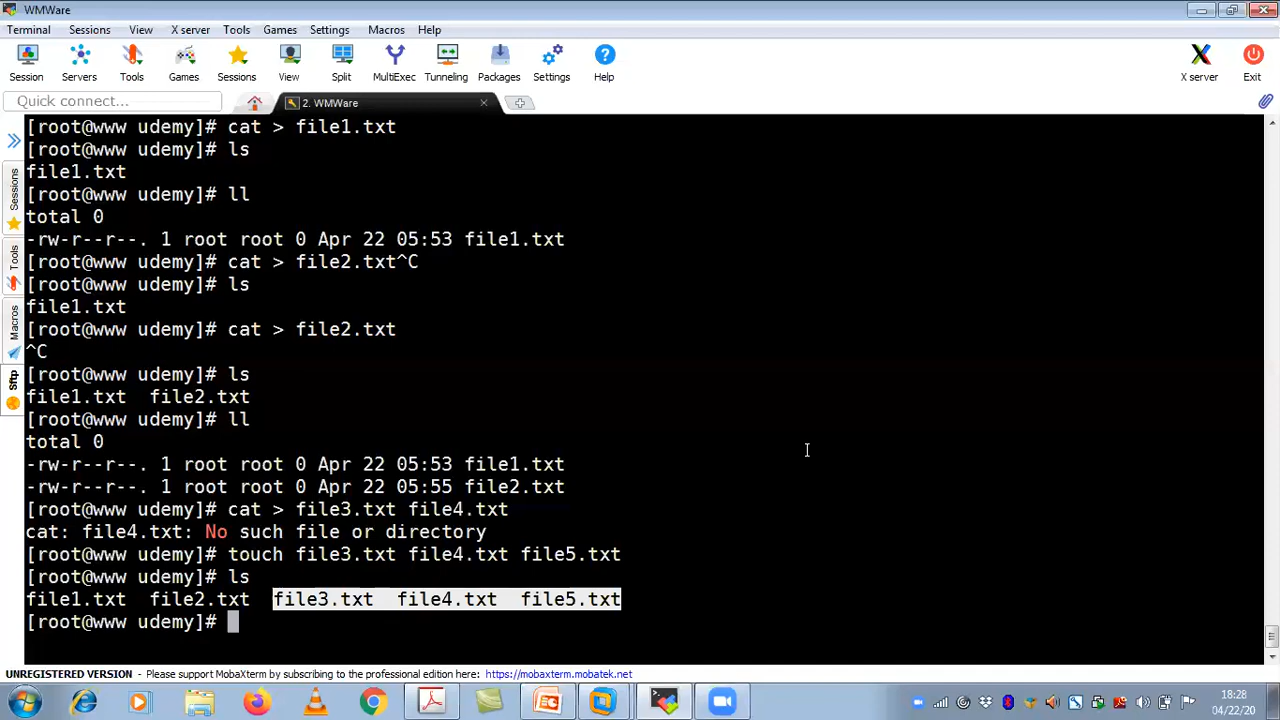 WMWare
Terminal Sessions View X server Tools Games Settings Macros Help
Session Servers Tools Games Sessions View Split MultiExec Tunneling Packages Settings Help X server Exit
Quick connect...
2. WMWare
Sessions
Tools
Macros
Sftp
[root@www udemy]# cat > file1.txt
[root@www udemy]# ls
file1.txt
[root@www udemy]# ll
total 0
-rw-r--r--. 1 root root 0 Apr 22 05:53 file1.txt
[root@www udemy]# cat > file2.txt^C
[root@www udemy]# ls
file1.txt
[root@www udemy]# cat > file2.txt
^C
[root@www udemy]# ls
file1.txt  file2.txt
[root@www udemy]# ll
total 0
-rw-r--r--. 1 root root 0 Apr 22 05:53 file1.txt
-rw-r--r--. 1 root root 0 Apr 22 05:55 file2.txt
[root@www udemy]# cat > file3.txt file4.txt
cat: file4.txt: No such file or directory
[root@www udemy]# touch file3.txt file4.txt file5.txt
[root@www udemy]# ls
file1.txt  file2.txt  file3.txt  file4.txt  file5.txt
[root@www udemy]#
UNREGISTERED VERSION - Please support MobaXterm by subscribing to the professional edition here: https://mobaxterm.mobatek.net
18:28
04/22/20